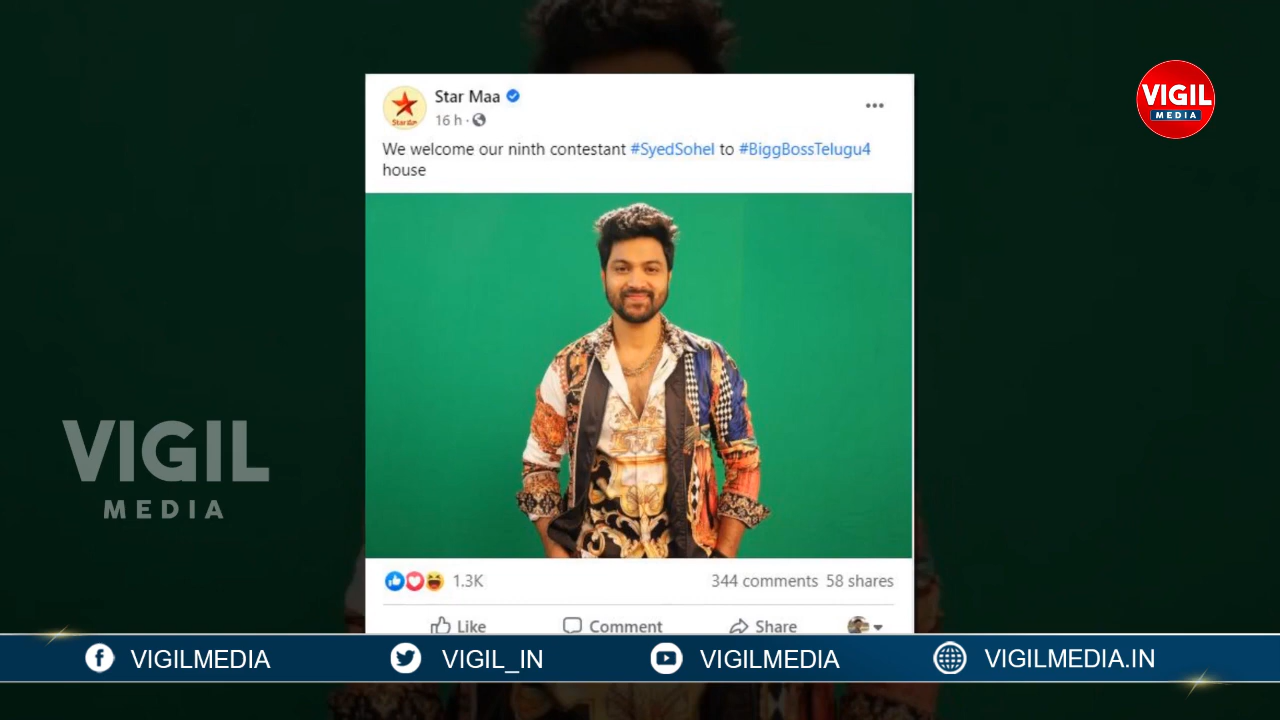 Star Maa
16 h ·
We welcome our ninth contestant #SyedSohel to #BiggBossTelugu4
house
1.3K
344 comments 58 shares
Like Comment Share
VIGIL
MEDIA
VIGIL
MEDIA
VIGILMEDIA VIGIL_IN VIGILMEDIA VIGILMEDIA.IN